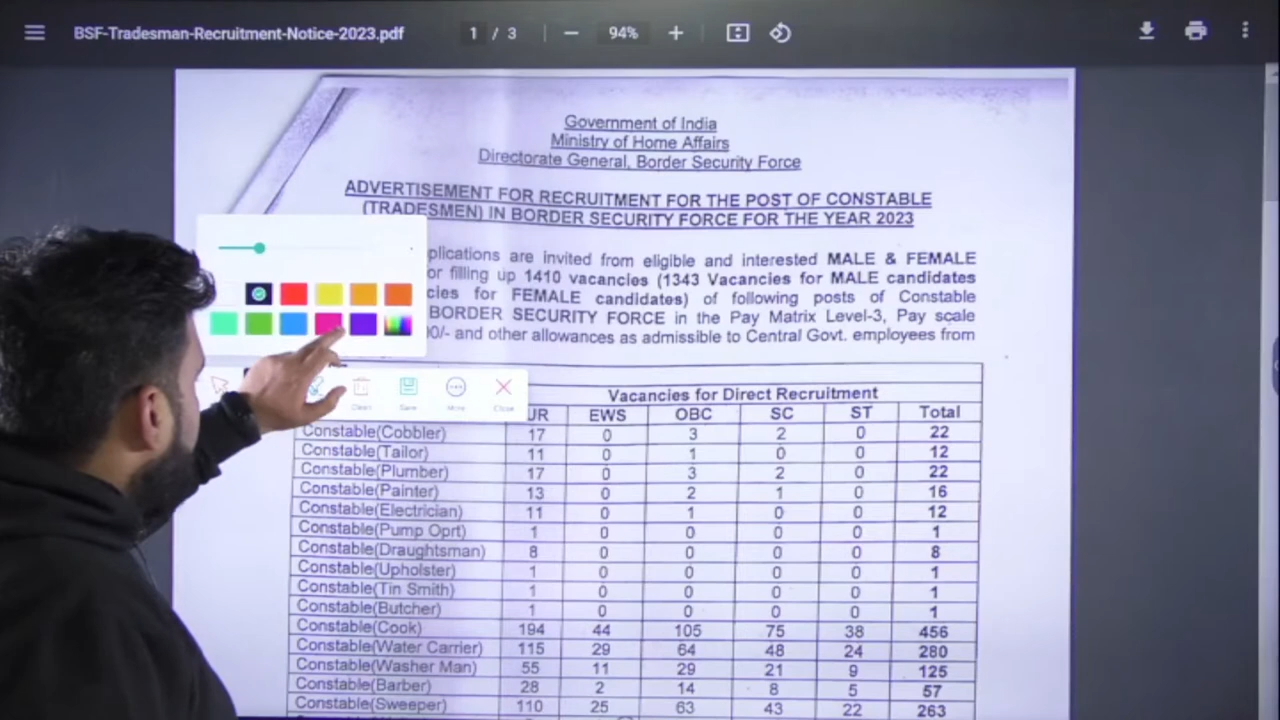 BSF-Tradesman-Recruitment-Notice-2023.pdf
1 / 3
94%
Government of India
Ministry of Home Affairs
Directorate General, Border Security Force
ADVERTISEMENT FOR RECRUITMENT FOR THE POST OF CONSTABLE
(TRADESMEN) IN BORDER SECURITY FORCE FOR THE YEAR 2023
plications are invited from eligible and interested MALE & FEMALE
or filling up 1410 vacancies (1343 Vacancies for MALE candidates
cies for FEMALE candidates) of following posts of Constable
BORDER SECURITY FORCE in the Pay Matrix Level-3, Pay scale
00/- and other allowances as admissible to Central Govt. employees from
Clean Save More Close
Vacancies for Direct Recruitment
UR EWS OBC SC ST Total
Constable(Cobbler) 17 0 3 2 0 22
Constable(Tailor) 11 0 1 0 0 12
Constable(Plumber) 17 0 3 2 0 22
Constable(Painter) 13 0 2 1 0 16
Constable(Electrician) 11 0 1 0 0 12
Constable(Pump Oprt) 1 0 0 0 0 1
Constable(Draughtsman) 8 0 0 0 0 8
Constable(Upholster) 1 0 0 0 0 1
Constable(Tin Smith) 1 0 0 0 0 1
Constable(Butcher) 1 0 0 0 0 1
Constable(Cook) 194 44 105 75 38 456
Constable(Water Carrier) 115 29 64 48 24 280
Constable(Washer Man) 55 11 29 21 9 125
Constable(Barber) 28 2 14 8 5 57
Constable(Sweeper) 110 25 63 43 22 263